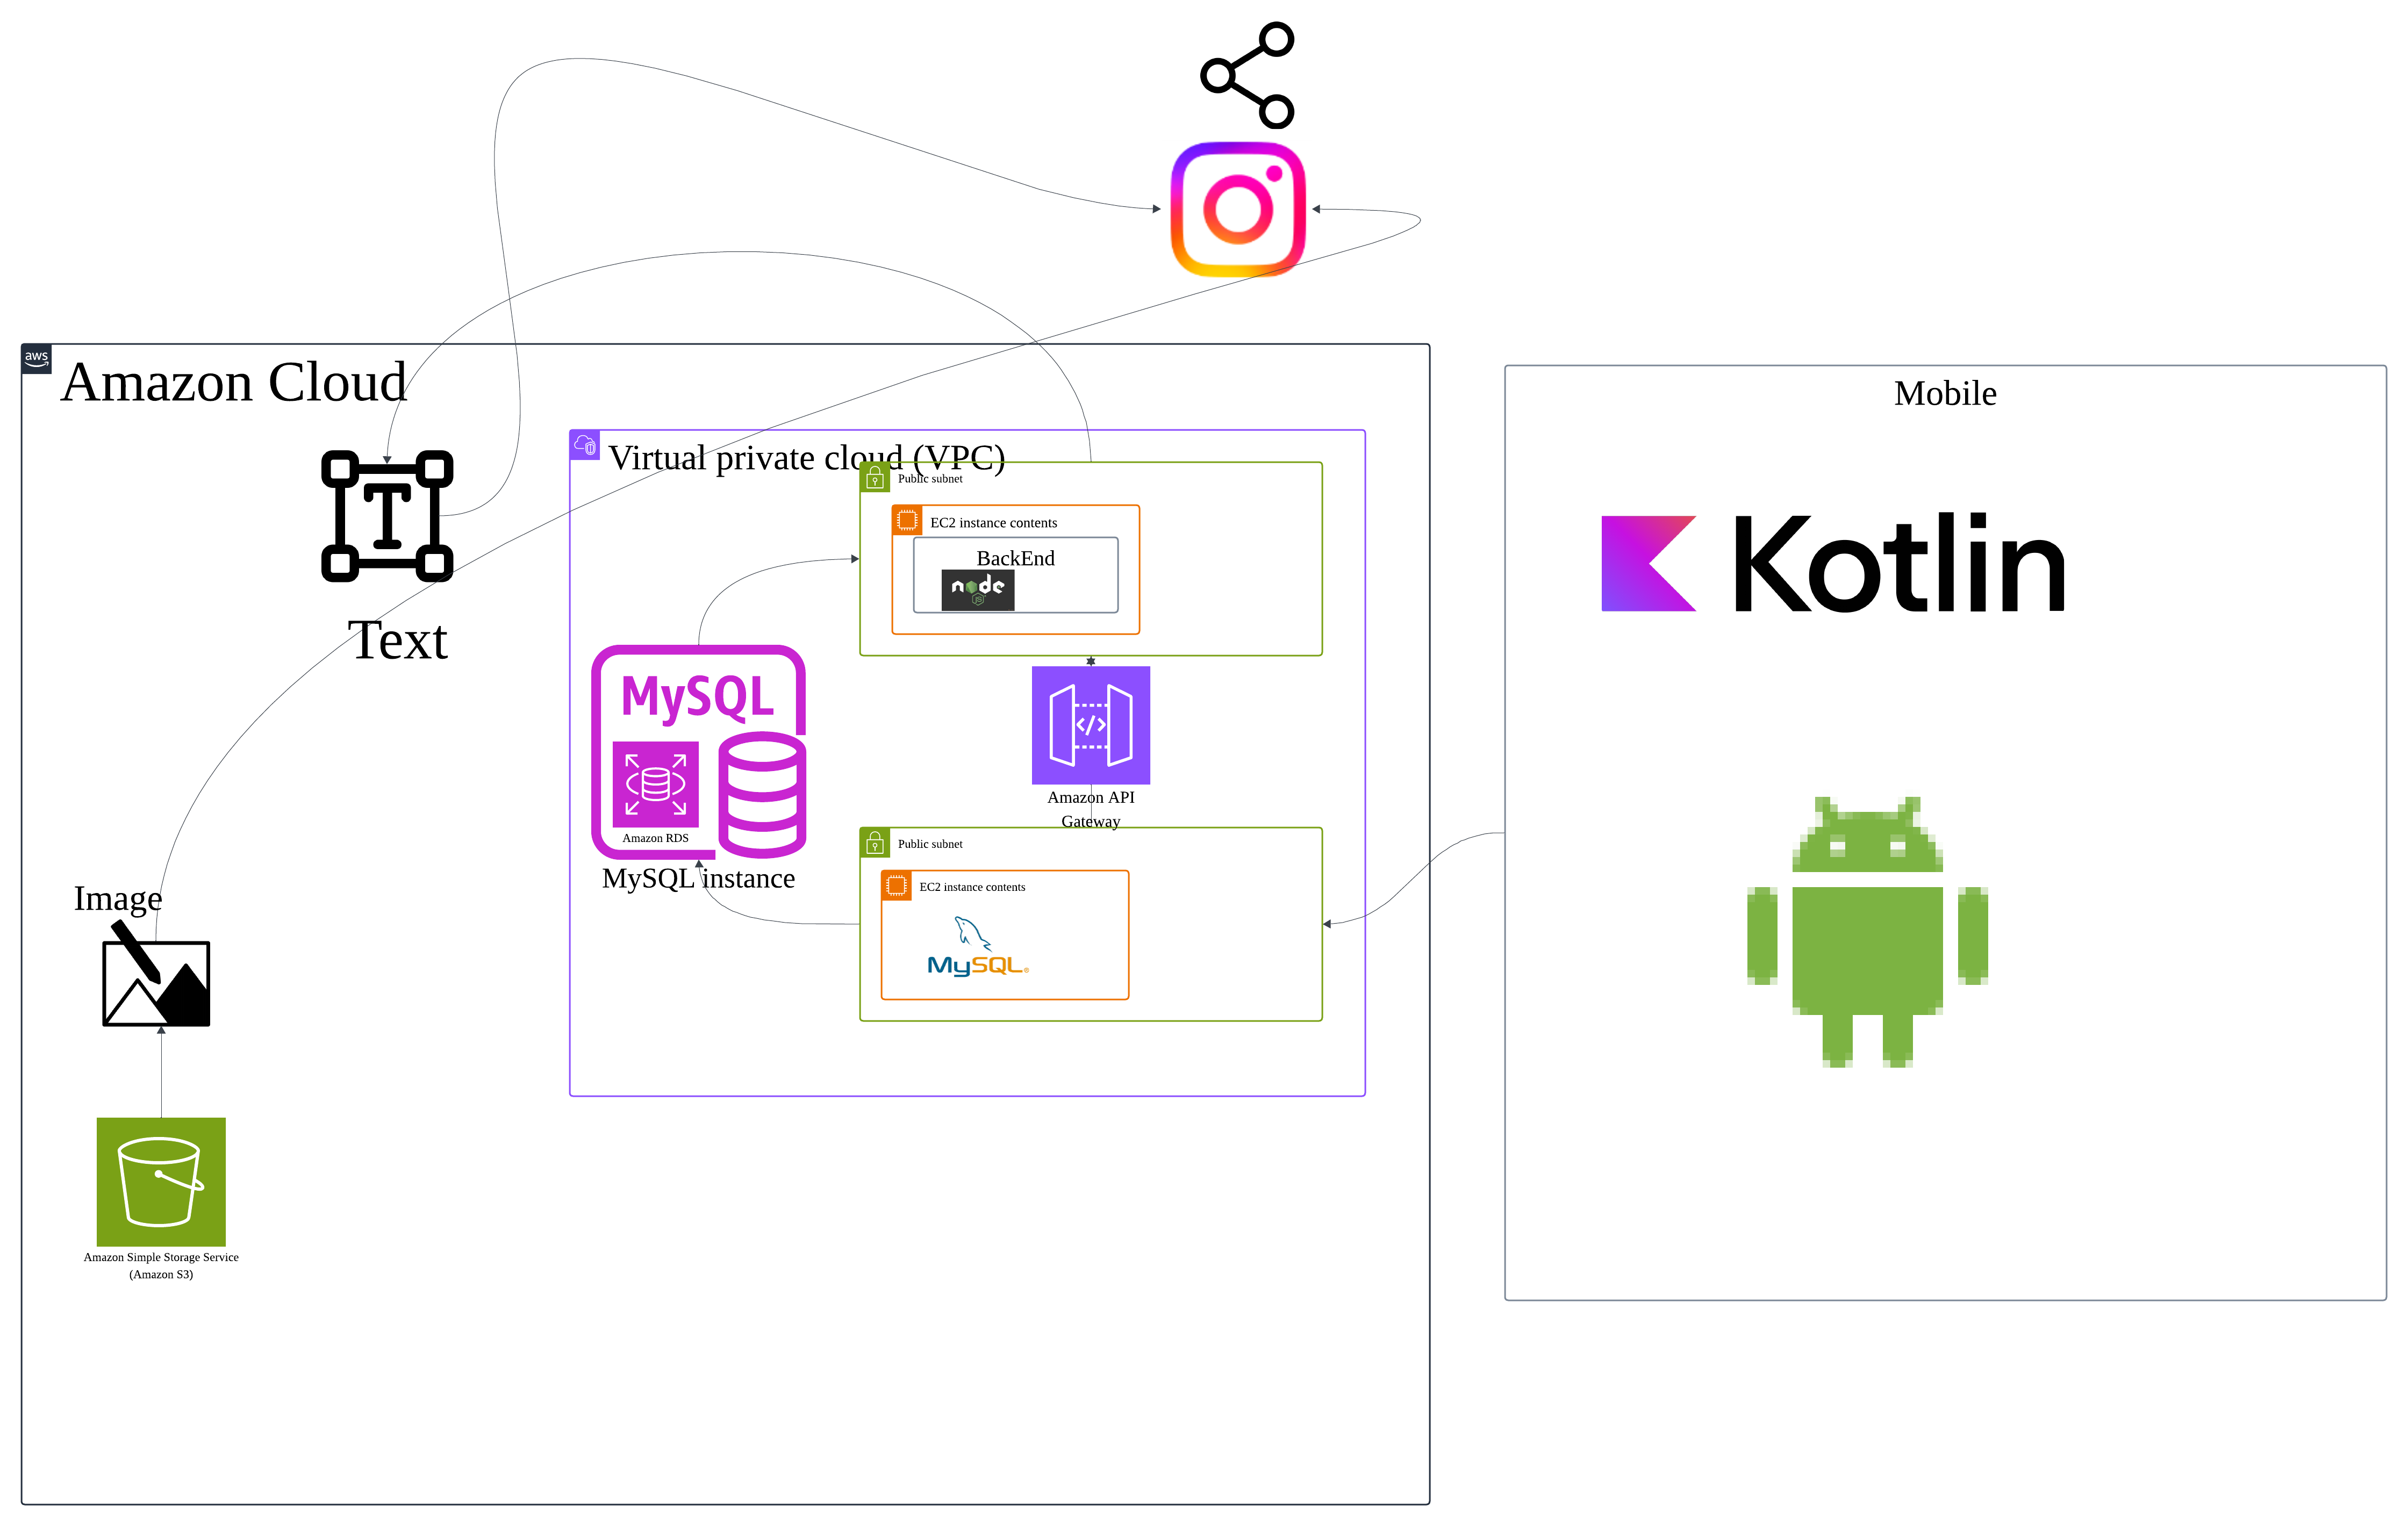 aws
Amazon Cloud
Mobile
Virtual private cloud (VPC)
Public subnet
T
EC2 instance contents
BackEnd
node
JS
Kotlin
Text
MySQL
</>
Amazon RDS
Amazon API
Gateway
Public subnet
MySQL instance
EC2 instance contents
Image
MySQL®
Amazon Simple Storage Service
(Amazon S3)